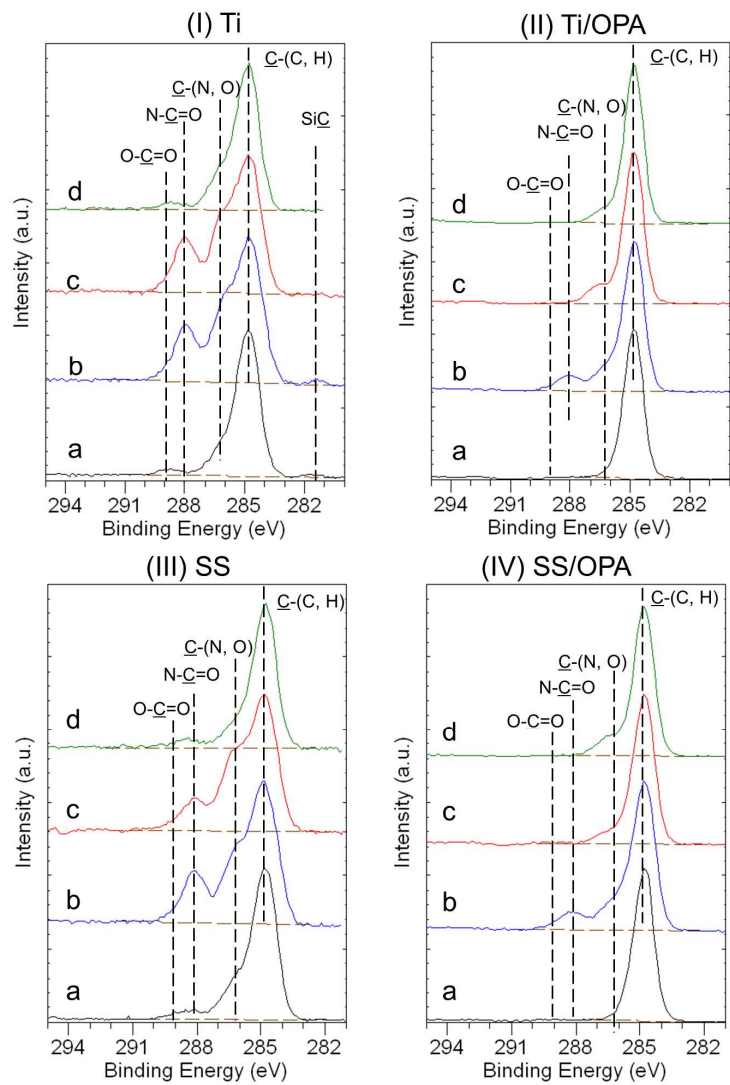 (I) Ti
C-(C, H)
C-(N, O)
N-C=O
SiC
O-C=O
d
c
b
a
Intensity (a.u.)
294 291 288 285 282
Binding Energy (eV)
(II) Ti/OPA
C-(C, H)
C-(N, O)
N-C=O
O-C=O
d
c
b
a
Intensity (a.u.)
294 291 288 285 282
Binding Energy (eV)
(III) SS
C-(C, H)
C-(N, O)
N-C=O
O-C=O
d
c
b
a
Intensity (a.u.)
294 291 288 285 282
Binding Energy (eV)
(IV) SS/OPA
C-(C, H)
C-(N, O)
N-C=O
O-C=O
d
c
b
a
Intensity (a.u.)
294 291 288 285 282
Binding Energy (eV)